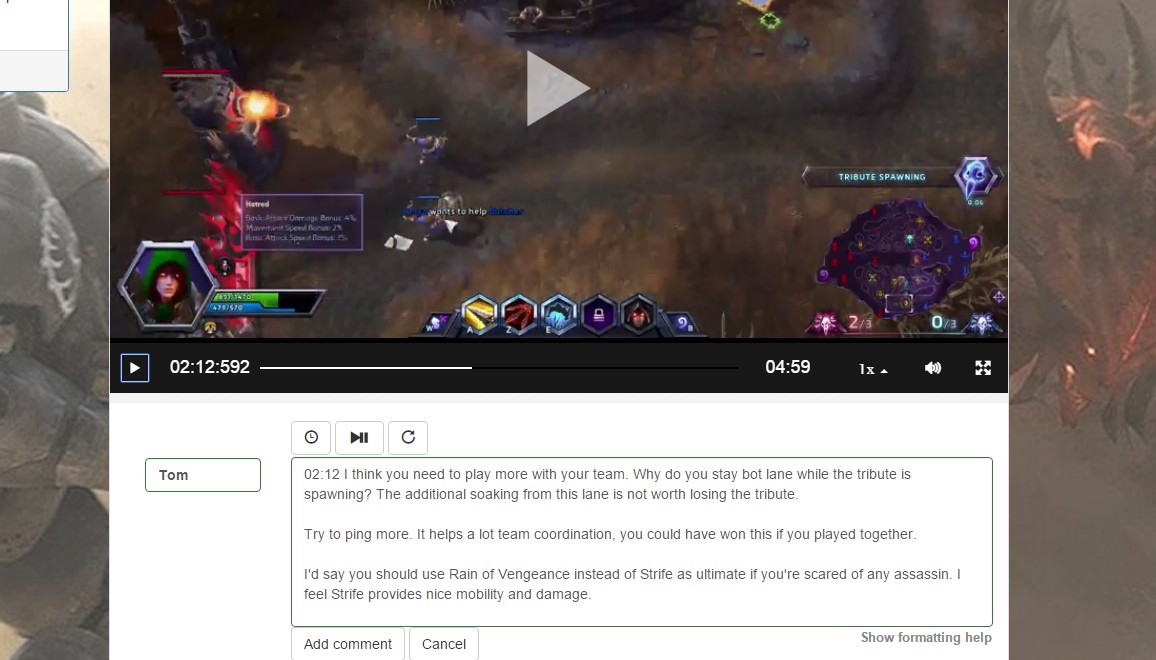 TRIBUTE SPAWNING
0:06
wants to help Butcher
Hatred
Basic Attack Damage Bonus: 4%
Movement Speed Bonus: 2%
W
A
Z
E
B
2/3
0/3
02:12:592
04:59
1x
Tom
02:12 I think you need to play more with your team. Why do you stay bot lane while the tribute is
spawning? The additional soaking from this lane is not worth losing the tribute.
Try to ping more. It helps a lot team coordination, you could have won this if you played together.
I'd say you should use Rain of Vengeance instead of Strife as ultimate if you're scared of any assassin. I
feel Strife provides nice mobility and damage.
Add comment
Cancel
Show formatting help